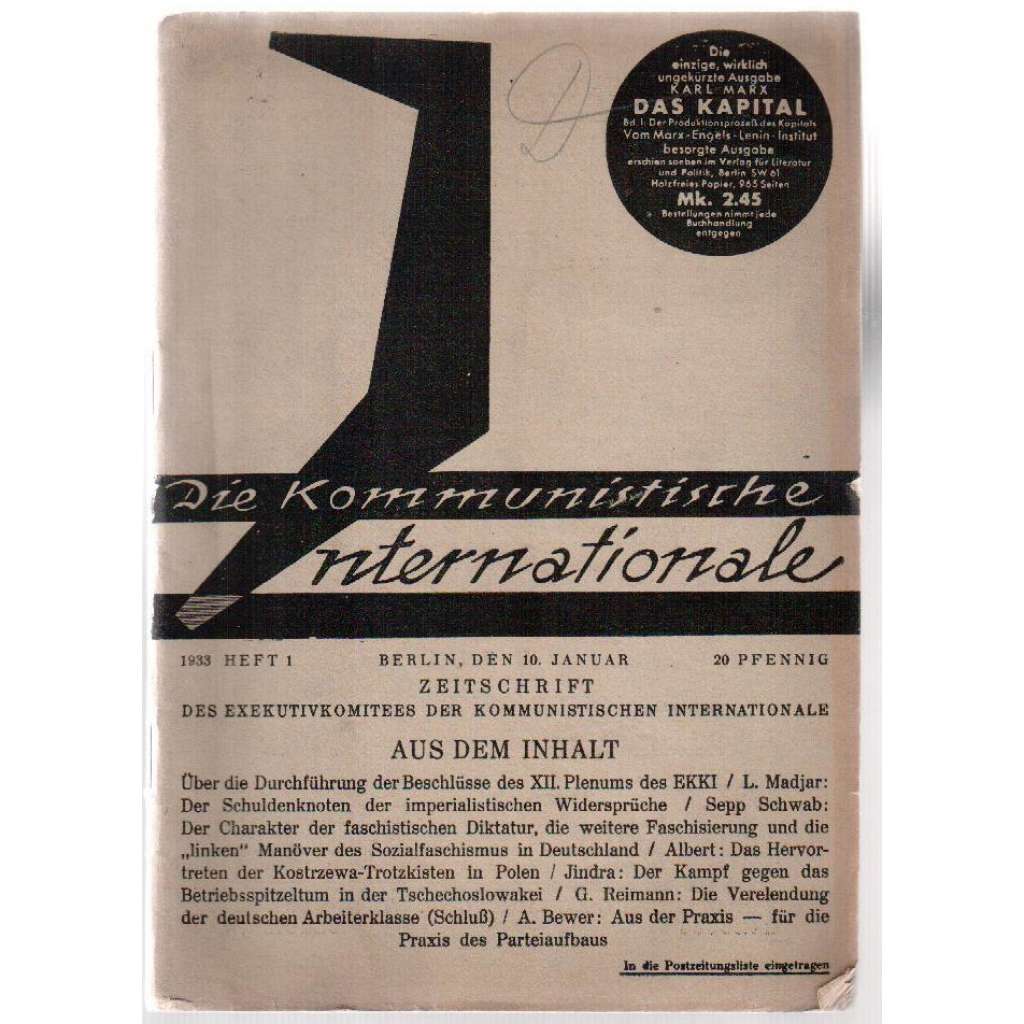 D
Die
einzige, wirklich
ungekürzte Ausgabe
KARL MARX
DAS KAPITAL
Bd. I. Der Produktionsprozeß des Kapitals
Vom Marx-Engels-Lenin-Institut
besorgte Ausgabe
erschien soeben im Verlag für Literatur
und Politik, Berlin SW 61
Holzfreies Papier, 965 Seiten
Mk. 2.45
Bestellungen nimmt jede
Buchhandlung
entgegen
Die Kommunistische
Internationale
1933 HEFT 1 BERLIN, DEN 10. JANUAR 20 PFENNIG
ZEITSCHRIFT
DES EXEKUTIVKOMITEES DER KOMMUNISTISCHEN INTERNATIONALE
AUS DEM INHALT
Über die Durchführung der Beschlüsse des XII. Plenums des EKKI / L. Madjar:
Der Schuldenknoten der imperialistischen Widersprüche / Sepp Schwab:
Der Charakter der faschistischen Diktatur, die weitere Faschisierung und die
„linken" Manöver des Sozialfaschismus in Deutschland / Albert: Das Hervor-
treten der Kostrzewa-Trotzkisten in Polen / Jindra: Der Kampf gegen das
Betriebsspitzeltum in der Tschechoslowakei / G. Reimann: Die Verelendung
der deutschen Arbeiterklasse (Schluß) / A. Bewer: Aus der Praxis — für die
Praxis des Parteiaufbaus
In die Postzeitungsliste eingetragen